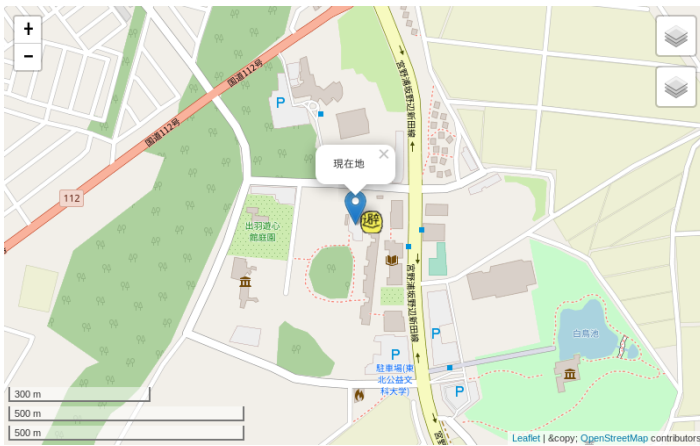 +
−
国道112号
国道112号
112
宮野浦坂野辺新田線
P
現在地
×
出羽遊心
館庭園
避
宮野浦坂野辺新田線
白鳥池
P
P
駐車場(東
北公益文
科大学)
P
300 m
500 m
500 m
Leaflet | &copy; OpenStreetMap contributors